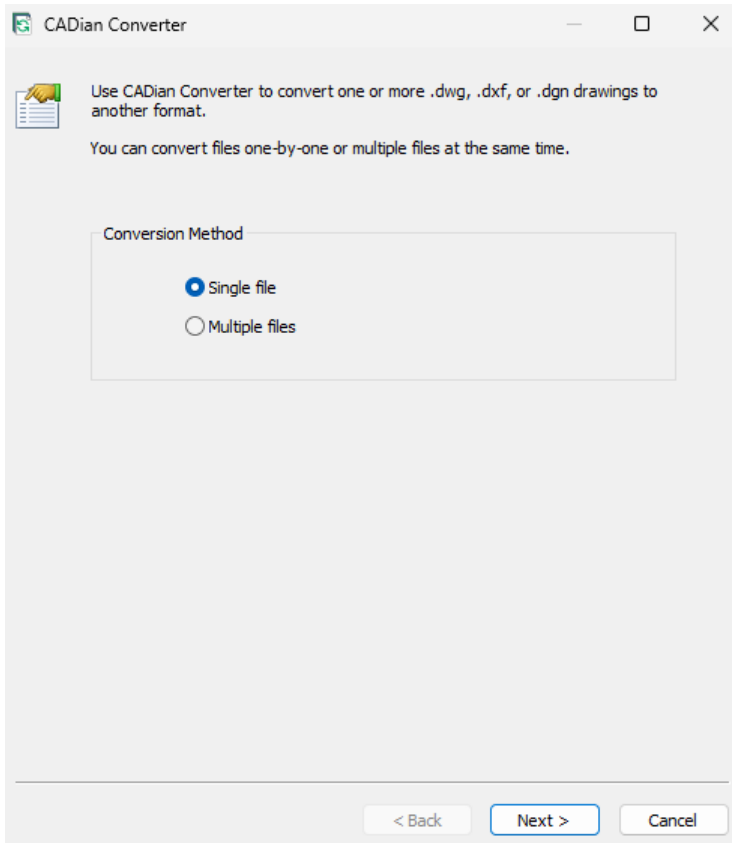 CADian Converter
Use CADian Converter to convert one or more .dwg, .dxf, or .dgn drawings to
another format.
You can convert files one-by-one or multiple files at the same time.
Conversion Method
Single file
Multiple files
< Back
Next >
Cancel